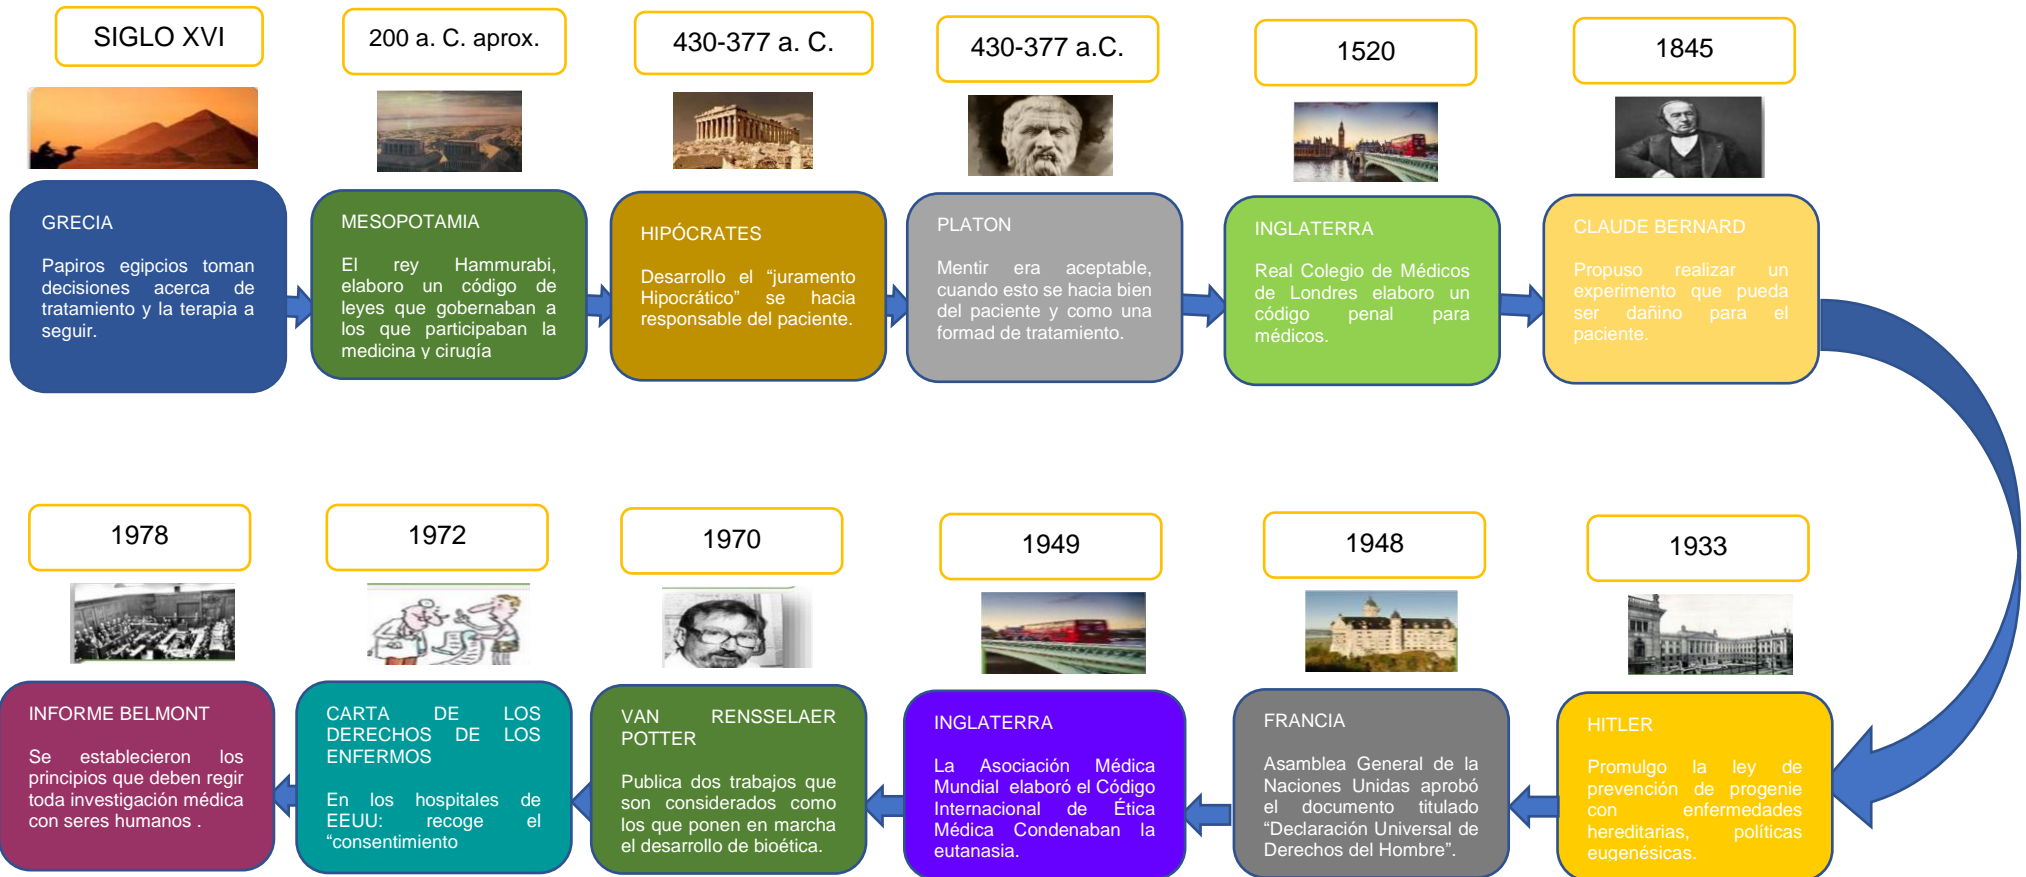 SIGLO XVI
200 a. C. aprox.
430-377 a. C.
430-377 a.C.
1520
1845
GRECIA
Papiros egipcios toman
decisiones acerca de
tratamiento y la terapia a
seguir.
MESOPOTAMIA
El rey Hammurabi,
elaboro un código de
leyes que gobernaban a
los que participaban la
medicina y cirugía
HIPÓCRATES
Desarrollo el “juramento
Hipocrático” se hacia
responsable del paciente.
PLATON
Mentir era aceptable,
cuando esto se hacia bien
del paciente y como una
formad de tratamiento.
INGLATERRA
Real Colegio de Médicos
de Londres elaboro un
código penal para
médicos.
CLAUDE BERNARD
Propuso realizar un
experimento que pueda
ser dañino para el
paciente.
1978
1972
1970
1949
1948
1933
INFORME BELMONT
Se establecieron los
principios que deben regir
toda investigación médica
con seres humanos .
CARTA DE LOS
DERECHOS DE LOS
ENFERMOS
En los hospitales de
EEUU: recoge el
“consentimiento
VAN RENSSELAER
POTTER
Publica dos trabajos que
son considerados como
los que ponen en marcha
el desarrollo de bioética.
INGLATERRA
La Asociación Médica
Mundial elaboró el Código
Internacional de Ética
Médica Condenaban la
eutanasia.
FRANCIA
Asamblea General de la
Naciones Unidas aprobó
el documento titulado
“Declaración Universal de
Derechos del Hombre”.
HITLER
Promulgo la ley de
prevención de progenie
con enfermedades
hereditarias, políticas
eugenésicas.